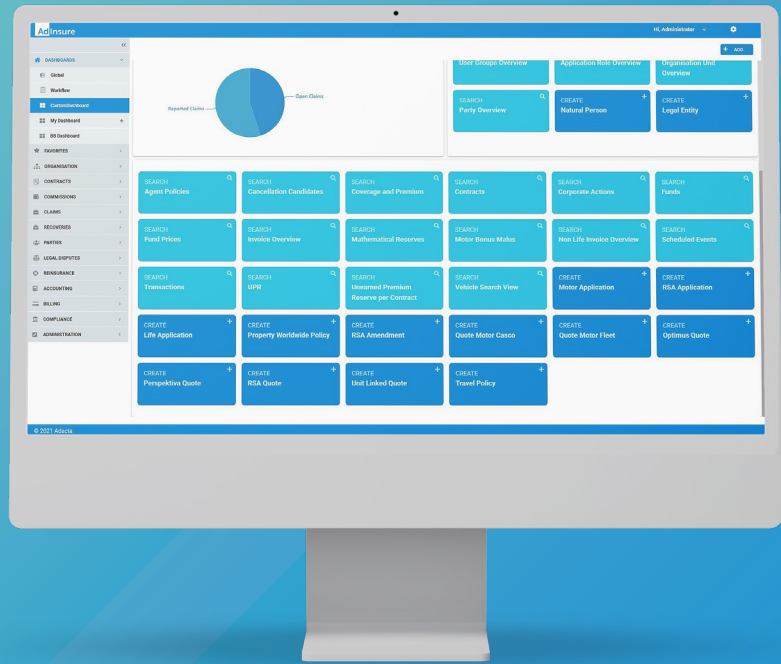 AdInsure
Hi, Administrator
ADD
DASHBOARDS
Global
Workflow
CustomDashboard
My Dashboard
BB Dashboard
FAVORITES
ORGANISATION
CONTRACTS
COMMISSIONS
CLAIMS
RECOVERIES
PARTIES
LEGAL DISPUTES
REINSURANCE
ACCOUNTING
BILLING
COMPLIANCE
ADMINISTRATION
Reported Claims
Open Claims
User Groups Overview
Application Role Overview
Organisation Unit
Overview
SEARCH
Party Overview
CREATE
Natural Person
CREATE
Legal Entity
SEARCH
Agent Policies
SEARCH
Cancellation Candidates
SEARCH
Coverage and Premium
SEARCH
Contracts
SEARCH
Corporate Actions
SEARCH
Funds
SEARCH
Fund Prices
SEARCH
Invoice Overview
SEARCH
Mathematical Reserves
SEARCH
Motor Bonus Malus
SEARCH
Non Life Invoice Overview
SEARCH
Scheduled Events
SEARCH
Transactions
SEARCH
UPR
SEARCH
Unearned Premium
Reserve per Contract
SEARCH
Vehicle Search View
CREATE
Motor Application
CREATE
RSA Application
CREATE
Life Application
CREATE
Property Worldwide Policy
CREATE
RSA Amendment
CREATE
Quote Motor Casco
CREATE
Quote Motor Fleet
CREATE
Optimus Quote
CREATE
Perspektiva Quote
CREATE
RSA Quote
CREATE
Unit Linked Quote
CREATE
Travel Policy
© 2021 Adacta